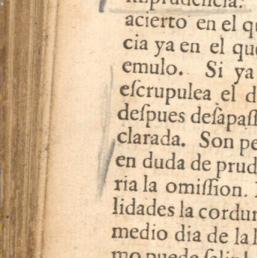 imprudencia.
acierto en el qu
cia ya en el que
emulo. Si ya
eſcrupulea el d
deſpues deſapaſſ
clarada. Son pe
en duda de prud
ria la omiſſion.
lidades la cordur
medio dia de la
mo puede ſalir